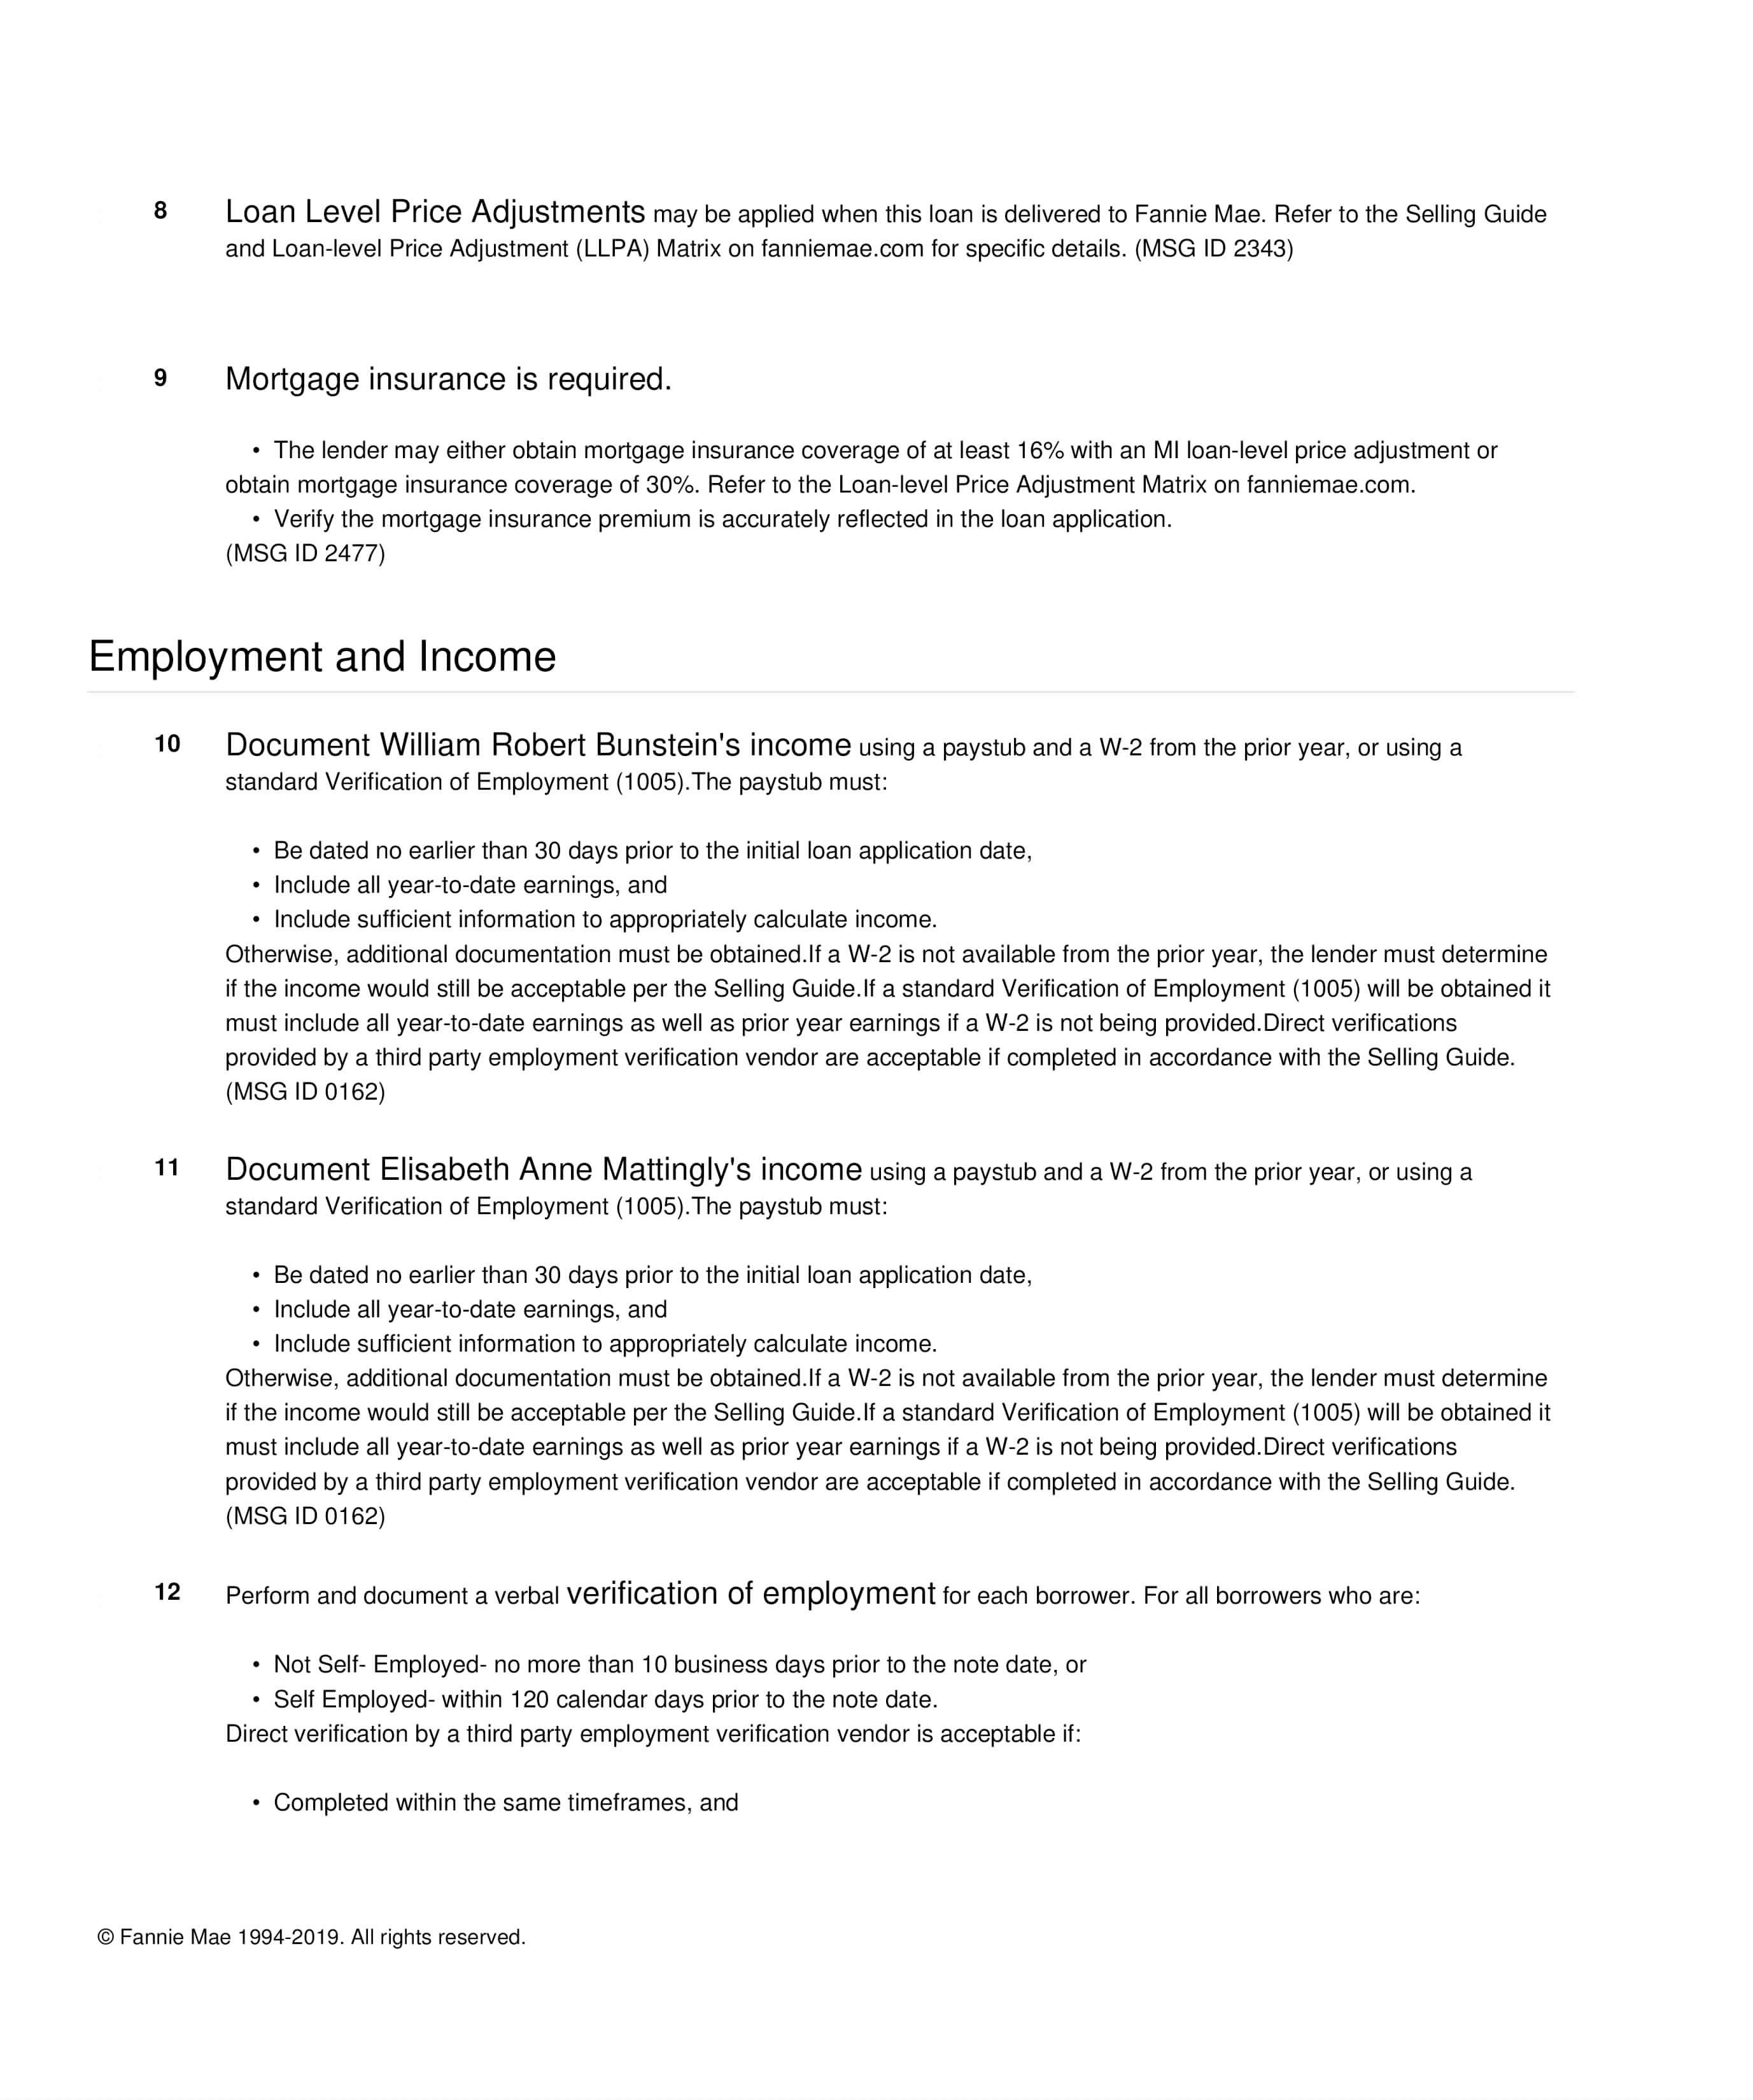 8 Loan Level Price Adjustments may be applied when this loan is delivered to Fannie Mae. Refer to the Selling Guide
and Loan-level Price Adjustment (LLPA) Matrix on fanniemae.com for specific details. (MSG ID 2343)
9 Mortgage insurance is required.
• The lender may either obtain mortgage insurance coverage of at least 16% with an MI loan-level price adjustment or
obtain mortgage insurance coverage of 30%. Refer to the Loan-level Price Adjustment Matrix on fanniemae.com.
• Verify the mortgage insurance premium is accurately reflected in the loan application.
(MSG ID 2477)
Employment and Income
10 Document William Robert Bunstein's income using a paystub and a W-2 from the prior year, or using a
standard Verification of Employment (1005).The paystub must:
• Be dated no earlier than 30 days prior to the initial loan application date,
• Include all year-to-date earnings, and
• Include sufficient information to appropriately calculate income.
Otherwise, additional documentation must be obtained.If a W-2 is not available from the prior year, the lender must determine
if the income would still be acceptable per the Selling Guide.If a standard Verification of Employment (1005) will be obtained it
must include all year-to-date earnings as well as prior year earnings if a W-2 is not being provided.Direct verifications
provided by a third party employment verification vendor are acceptable if completed in accordance with the Selling Guide.
(MSG ID 0162)
11 Document Elisabeth Anne Mattingly's income using a paystub and a W-2 from the prior year, or using a
standard Verification of Employment (1005).The paystub must:
• Be dated no earlier than 30 days prior to the initial loan application date,
• Include all year-to-date earnings, and
• Include sufficient information to appropriately calculate income.
Otherwise, additional documentation must be obtained.If a W-2 is not available from the prior year, the lender must determine
if the income would still be acceptable per the Selling Guide.If a standard Verification of Employment (1005) will be obtained it
must include all year-to-date earnings as well as prior year earnings if a W-2 is not being provided.Direct verifications
provided by a third party employment verification vendor are acceptable if completed in accordance with the Selling Guide.
(MSG ID 0162)
12 Perform and document a verbal verification of employment for each borrower. For all borrowers who are:
• Not Self- Employed- no more than 10 business days prior to the note date, or
• Self Employed- within 120 calendar days prior to the note date.
Direct verification by a third party employment verification vendor is acceptable if:
• Completed within the same timeframes, and
© Fannie Mae 1994-2019. All rights reserved.